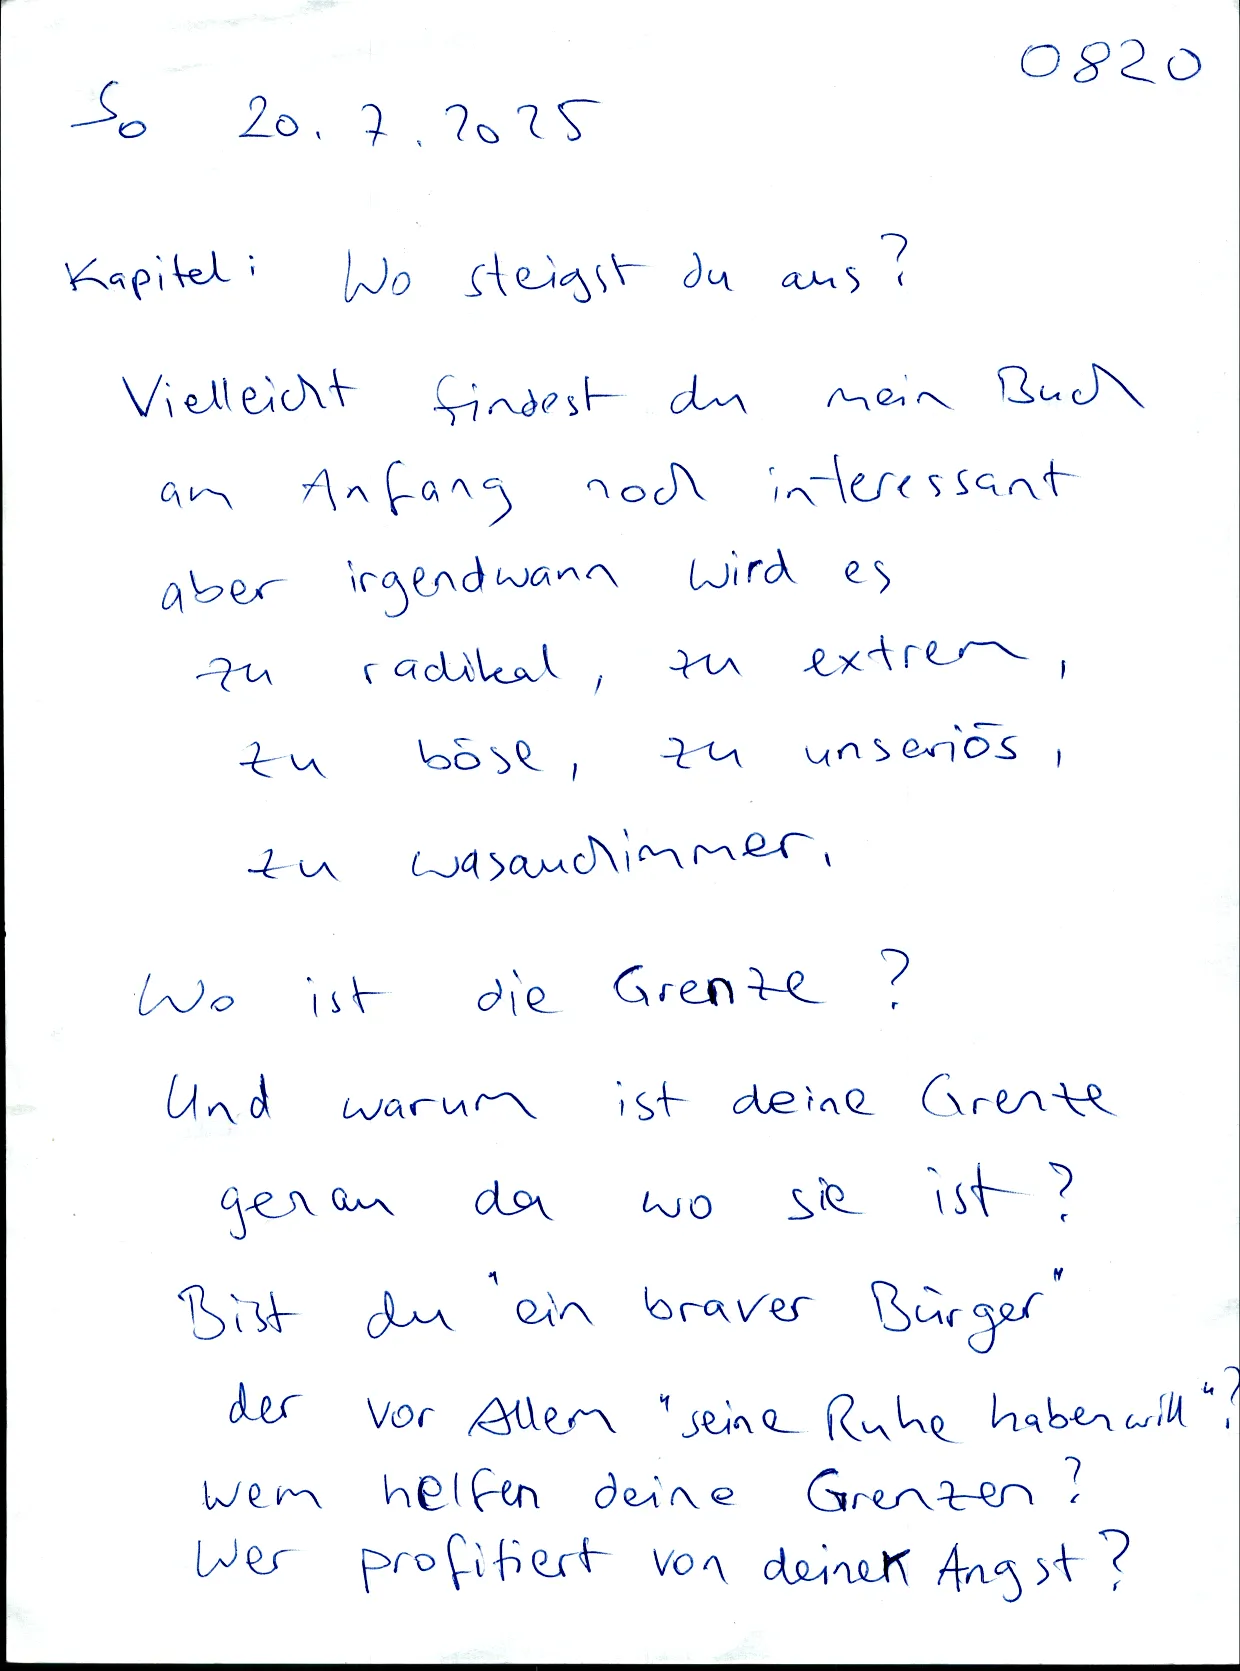 0820
So 20.7.2025
Kapitel: Wo steigst du aus?
Vielleicht findest du mein Buch
am Anfang noch interessant
aber irgendwann wird es
zu radikal, zu extrem,
zu böse, zu unseriös,
zu wasauchimmer.
Wo ist die Grenze?
Und warum ist deine Grenze
genau da wo sie ist?
Bist du "ein braver Bürger"
der vor Allem "seine Ruhe haben will"?
wem helfen deine Grenzen?
Wer profitiert von deiner Angst?